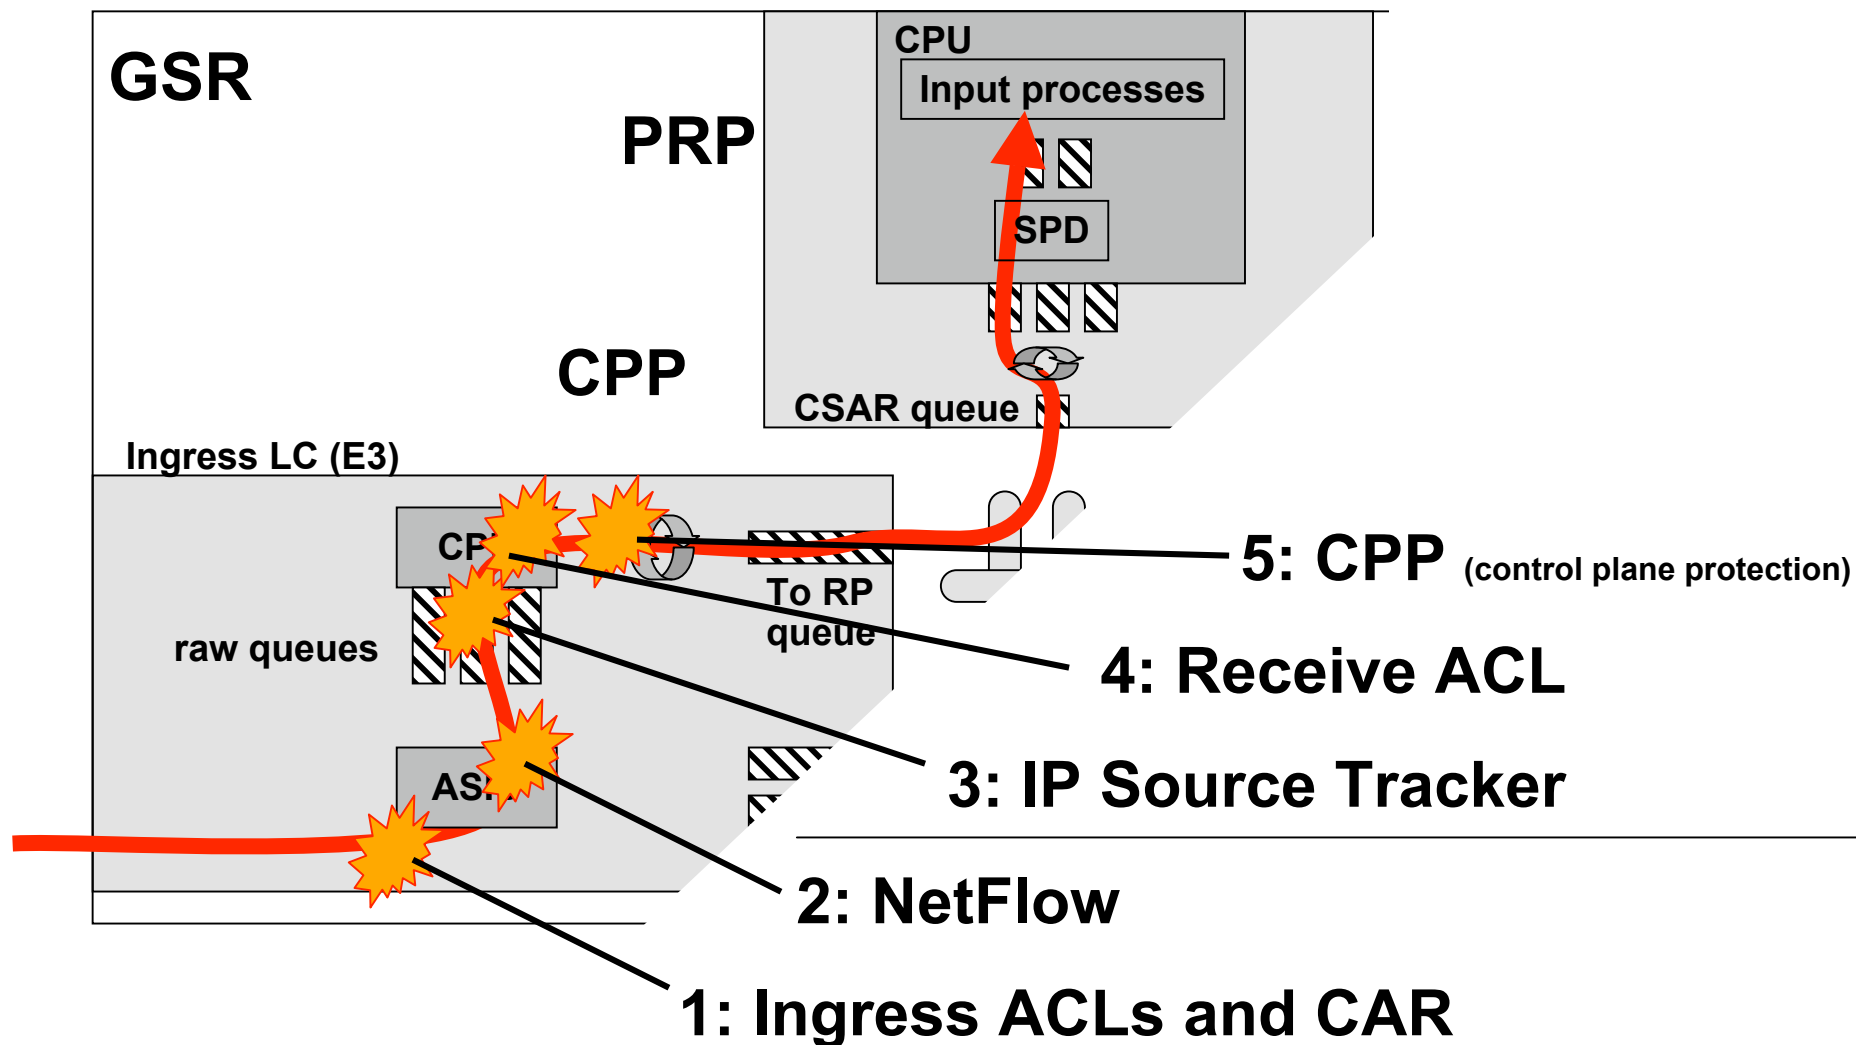 CPU
GSR
Input processes
PRP
SPD
CPP
CSAR queue
Ingress LC (E3)
5: CPP (control plane protection)
To RP
queue
raw queues
4: Receive ACL
3: IP Source Tracker
2: NetFlow
1: Ingress ACLs and CAR